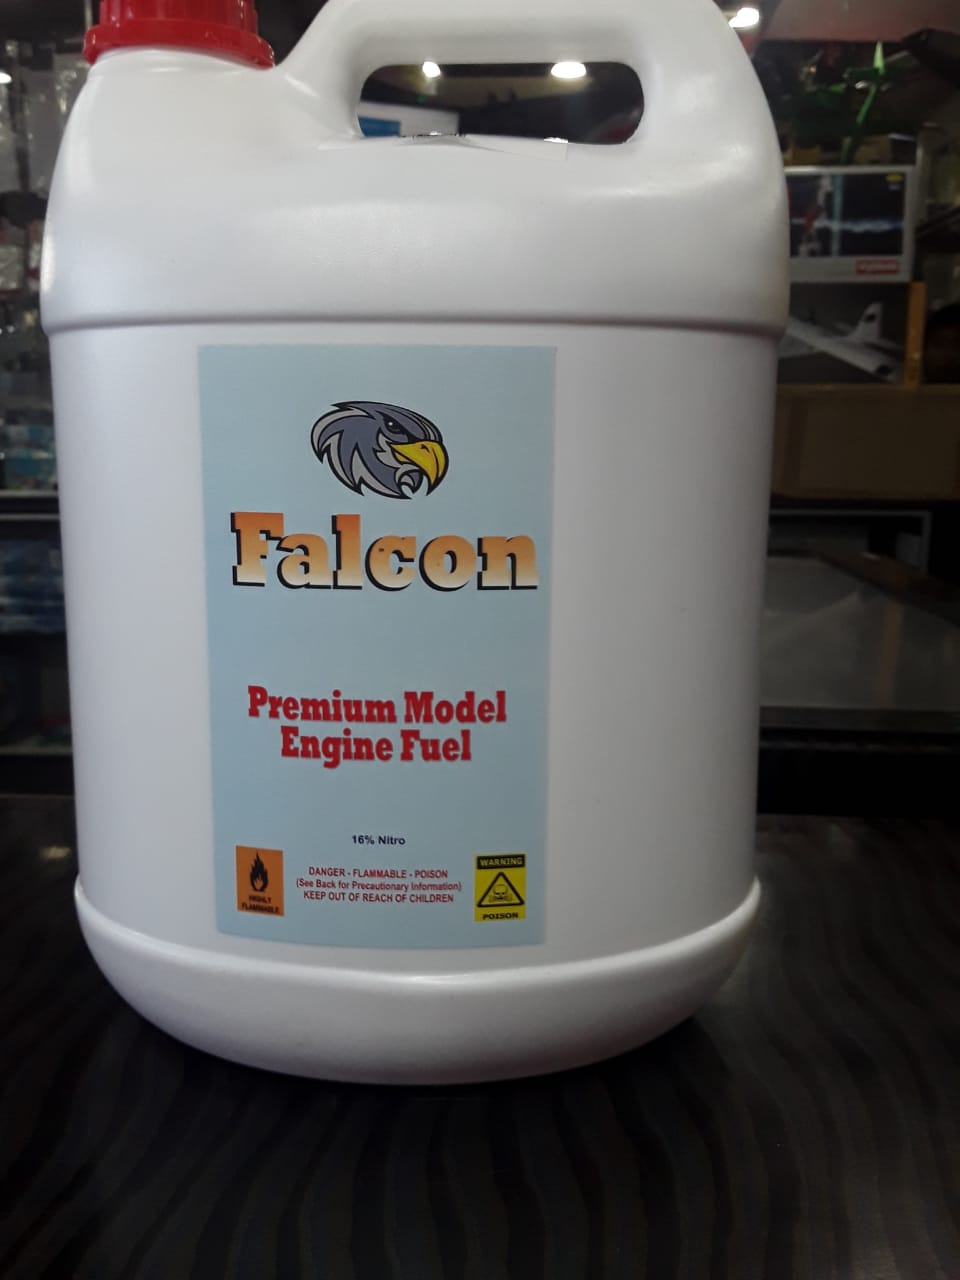 Falcon
Premium Model
Engine Fuel
16% Nitro
HIGHLY
FLAMMABLE
DANGER - FLAMMABLE - POISON
(See Back for Precautionary Information)
KEEP OUT OF REACH OF CHILDREN
WARNING
POISON